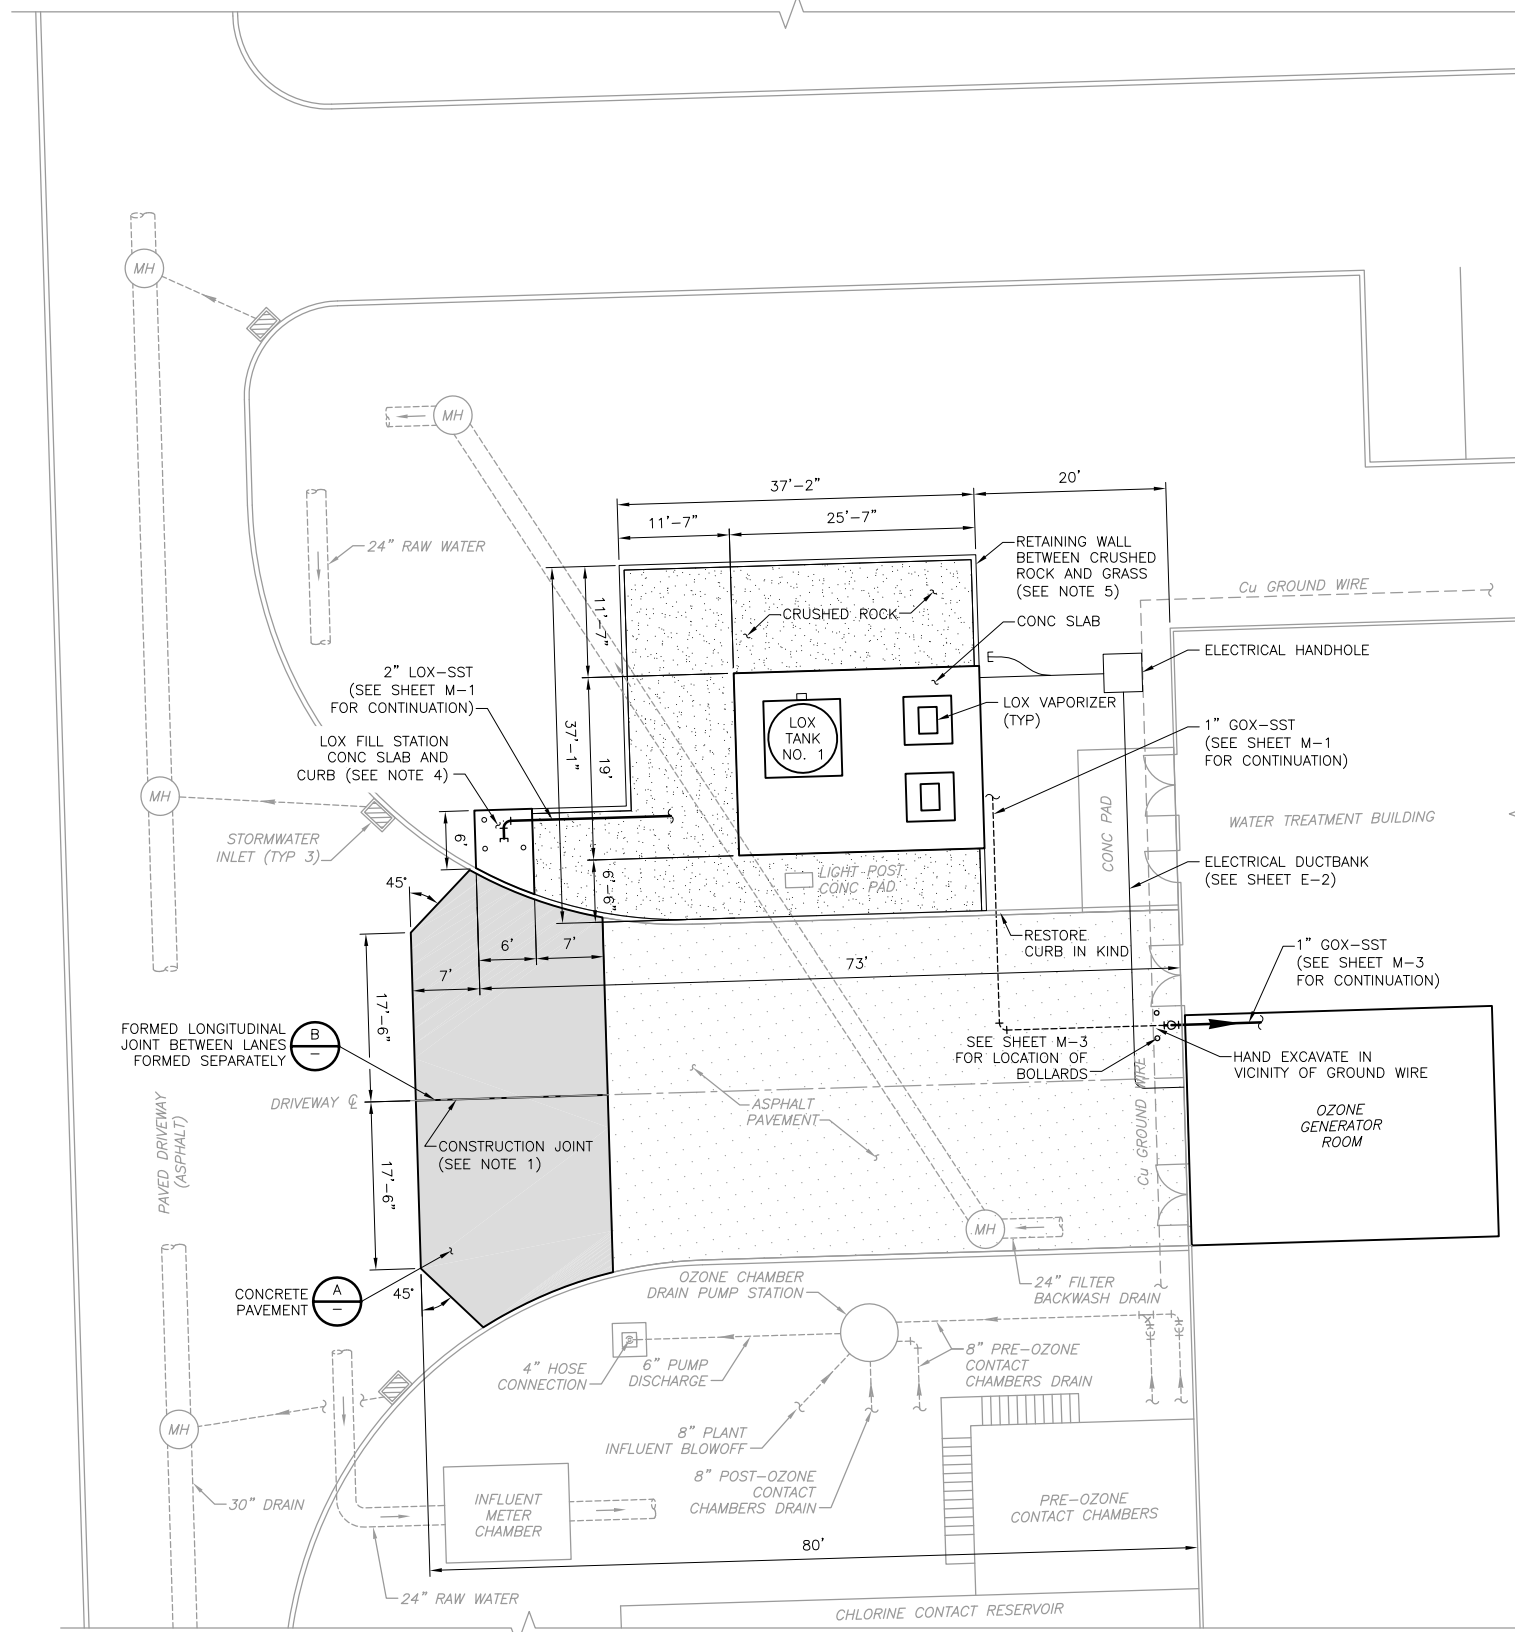 MH
MH
24" RAW WATER
37'-2"
20'
11'-7"
25'-7"
RETAINING WALL
BETWEEN CRUSHED
ROCK AND GRASS
(SEE NOTE 5)
Cu GROUND WIRE
11'-7"
CRUSHED ROCK
CONC SLAB
ELECTRICAL HANDHOLE
2" LOX-SST
(SEE SHEET M-1
FOR CONTINUATION)
LOX VAPORIZER
(TYP)
LOX
TANK
NO. 1
1" GOX-SST
(SEE SHEET M-1
FOR CONTINUATION)
37'-1"
19'
LOX FILL STATION
CONC SLAB AND
CURB (SEE NOTE 4)
MH
STORMWATER
INLET (TYP 3)
6'
CONC PAD
WATER TREATMENT BUILDING
ELECTRICAL DUCTBANK
(SEE SHEET E-2)
LIGHT POST
CONC PAD
6'-6"
45°
6'
7'
RESTORE
CURB IN KIND
7'
73'
1" GOX-SST
(SEE SHEET M-3
FOR CONTINUATION)
17'-6"
FORMED LONGITUDINAL
JOINT BETWEEN LANES
FORMED SEPARATELY
B
–
SEE SHEET M-3
FOR LOCATION OF
BOLLARDS
HAND EXCAVATE IN
VICINITY OF GROUND WIRE
DRIVEWAY ℄
ASPHALT
PAVEMENT
OZONE
GENERATOR
ROOM
PAVED DRIVEWAY
(ASPHALT)
CONSTRUCTION JOINT
(SEE NOTE 1)
Cu GROUND WIRE
17'-6"
MH
CONCRETE
PAVEMENT
A
–
45°
OZONE CHAMBER
DRAIN PUMP STATION
24" FILTER
BACKWASH DRAIN
4" HOSE
CONNECTION
6" PUMP
DISCHARGE
8" PRE-OZONE
CONTACT
CHAMBERS DRAIN
MH
8" PLANT
INFLUENT BLOWOFF
8" POST-OZONE
CONTACT
CHAMBERS DRAIN
30" DRAIN
INFLUENT
METER
CHAMBER
PRE-OZONE
CONTACT CHAMBERS
80'
24" RAW WATER
CHLORINE CONTACT RESERVOIR